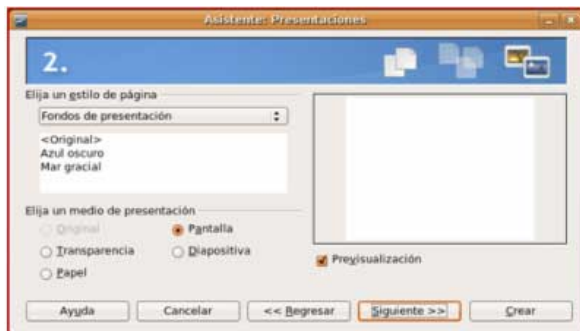 Asistente: Presentaciones
2.
Elija un estilo de página
Fondos de presentación
<Original>
Azul oscuro
Mar gracial
Elija un medio de presentación
Original
Pantalla
Transparencia
Diapositiva
Papel
Previsualización
Ayuda
Cancelar
<< Regresar
Siguiente >>
Crear